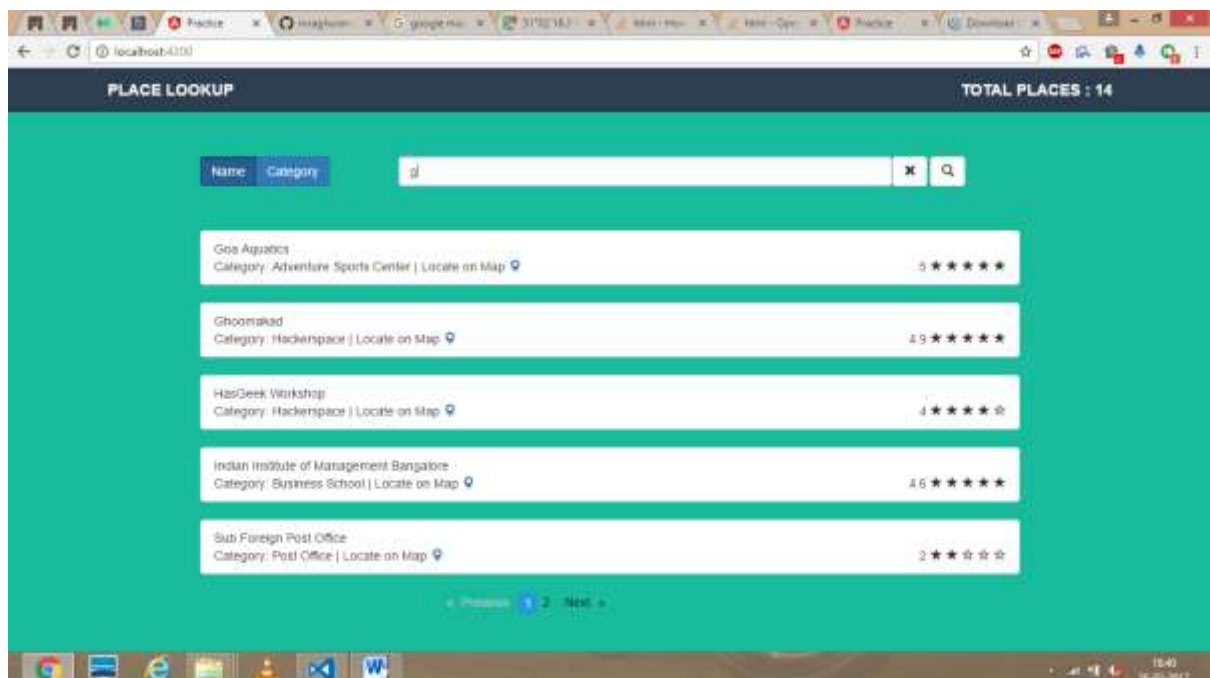 Practice
localhost:4200
PLACE LOOKUP
TOTAL PLACES : 14
Name Category
Goa Aquatics
Category: Adventure Sports Center | Locate on Map
5
Ghoomakad
Category: Hackerspace | Locate on Map
4.9
HasGeek Workshop
Category: Hackerspace | Locate on Map
4
Indian Institute of Management Bangalore
Category: Business School | Locate on Map
4.6
Sub Foreign Post Office
Category: Post Office | Locate on Map
2
« Previous 1 2 Next »